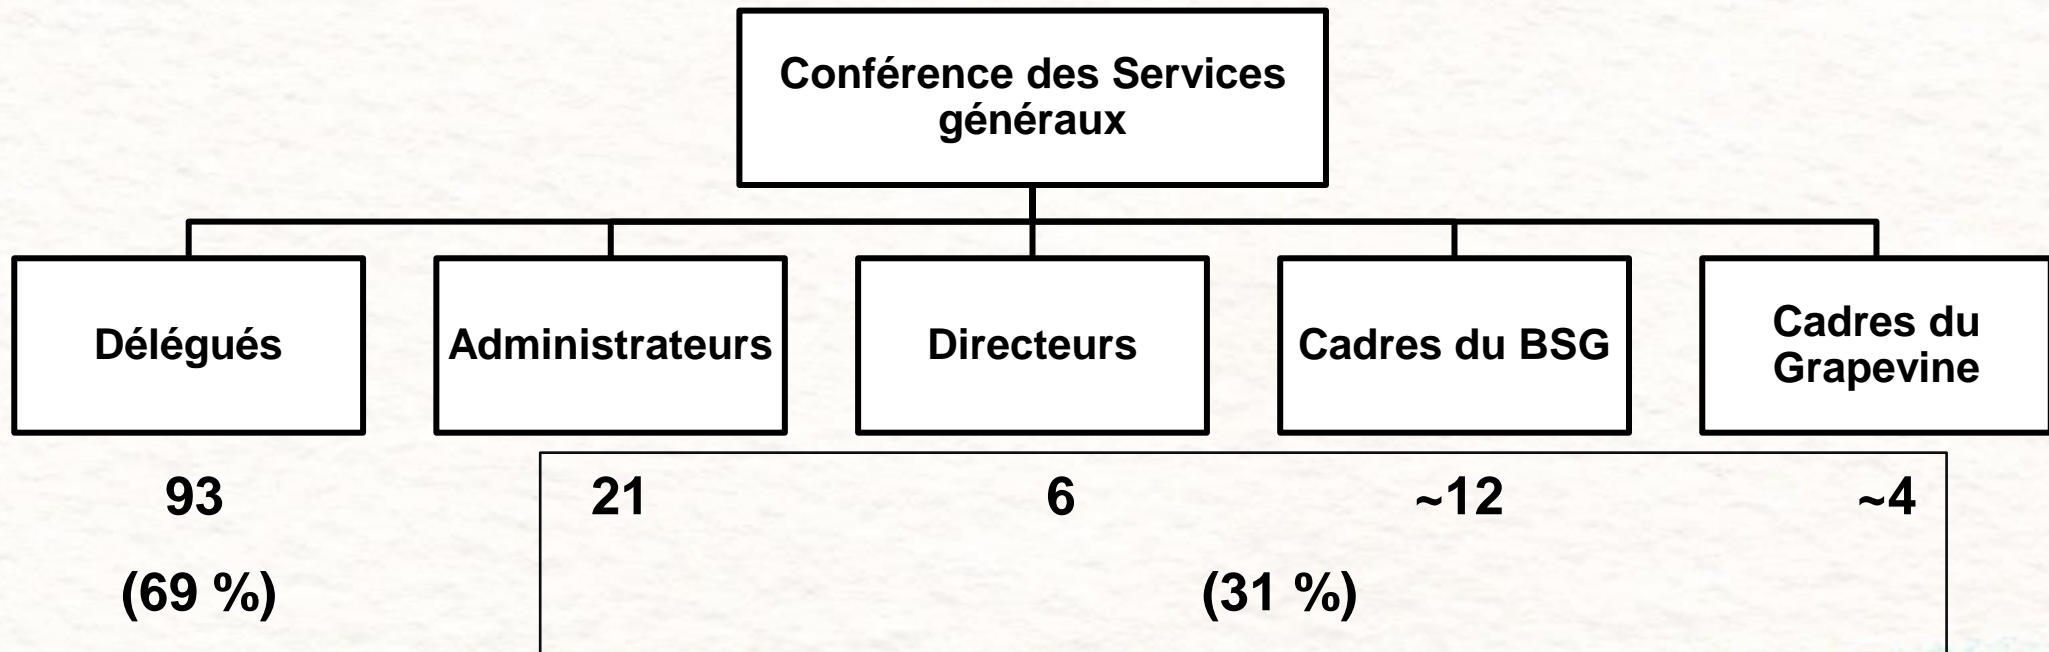 Conférence des Services
généraux
Délégués
Administrateurs
Directeurs
Cadres du BSG
Cadres du
Grapevine
93
21
6
~12
~4
(69 %)
(31 %)